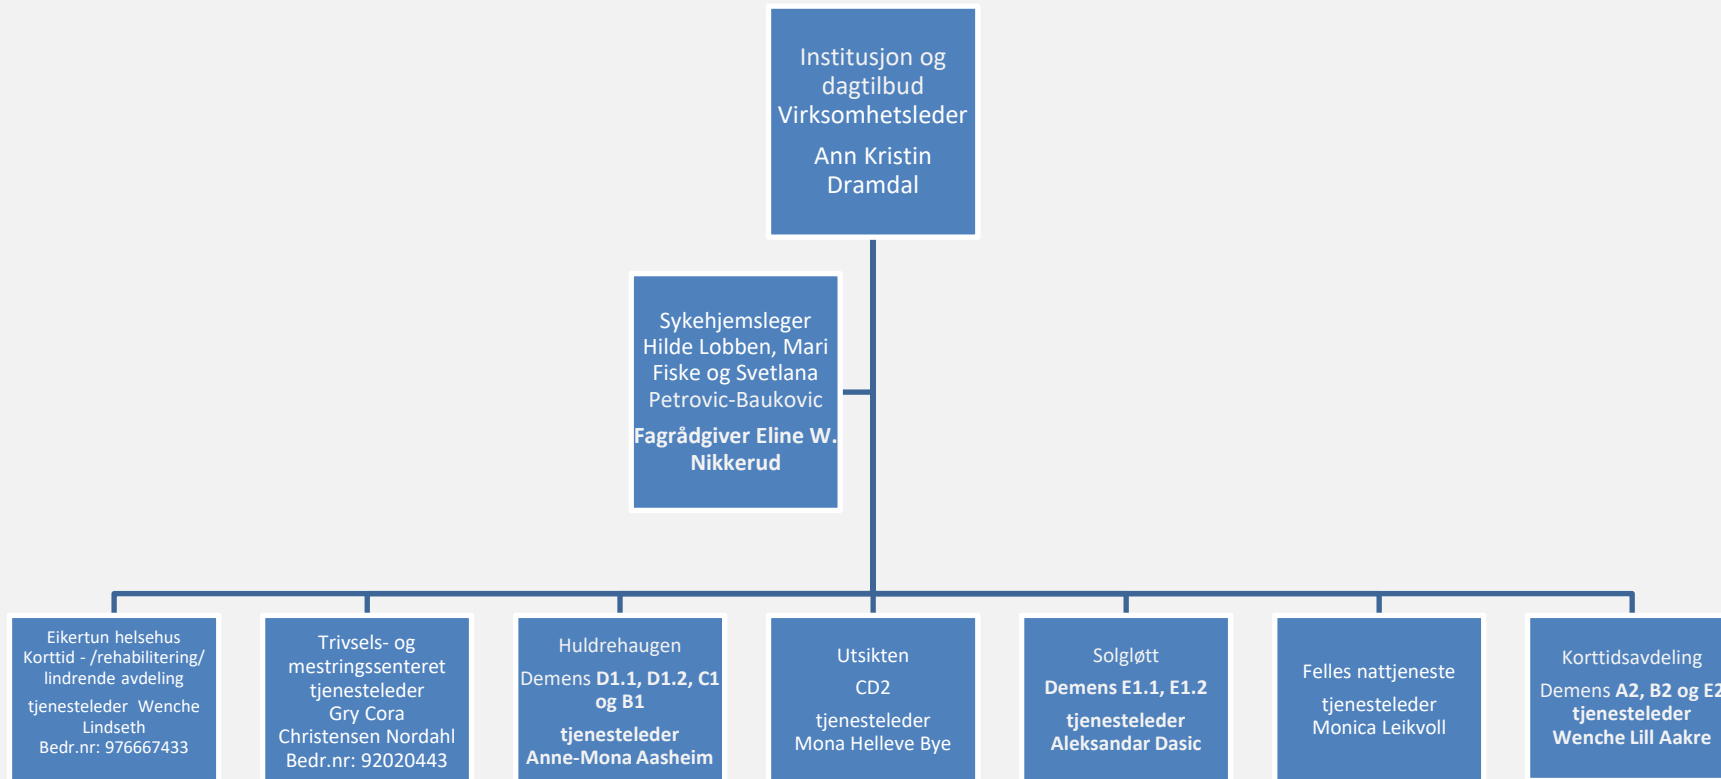 Institusjon og
dagtilbud
Virksomhetsleder
Ann Kristin
Dramdal
Sykehjemsleger
Hilde Lobben, Mari
Fiske og Svetlana
Petrovic-Baukovic
Fagrådgiver Eline W.
Nikkerud
Eikertun helsehus
Korttid - /rehabilitering/
lindrende avdeling
tjenesteleder Wenche
Lindseth
Bedr.nr: 976667433
Trivsels- og
mestringssenteret
tjenesteleder
Gry Cora
Christensen Nordahl
Bedr.nr: 92020443
Huldrehaugen
Demens D1.1, D1.2, C1
og B1
tjenesteleder
Anne-Mona Aasheim
Utsikten
CD2
tjenesteleder
Mona Helleve Bye
Solgløtt
Demens E1.1, E1.2
tjenesteleder
Aleksandar Dasic
Felles nattjeneste
tjenesteleder
Monica Leikvoll
Korttidsavdeling
Demens A2, B2 og E2
tjenesteleder
Wenche Lill Aakre